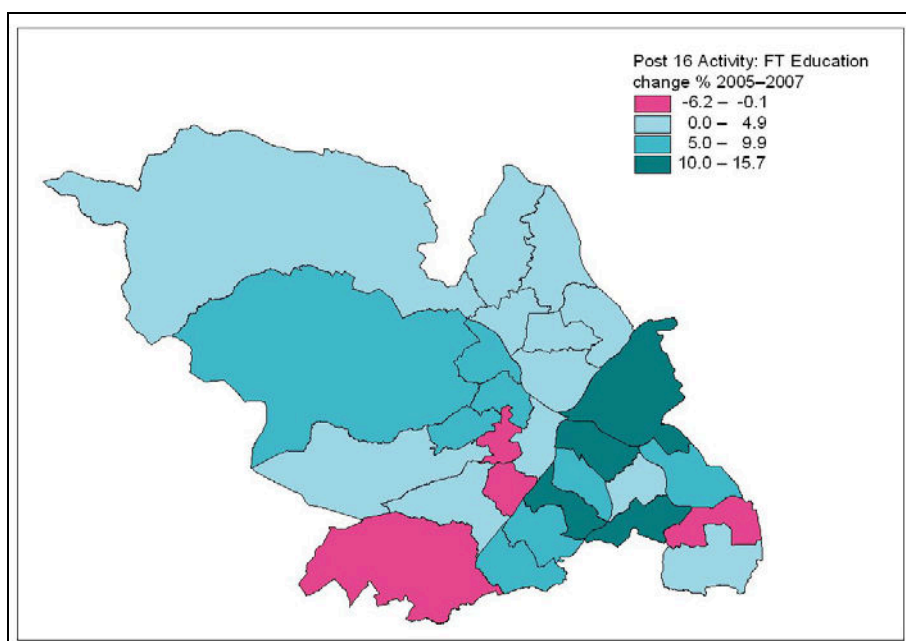 Post 16 Activity: FT Education
change % 2005–2007
-6.2 – -0.1
0.0 – 4.9
5.0 – 9.9
10.0 – 15.7